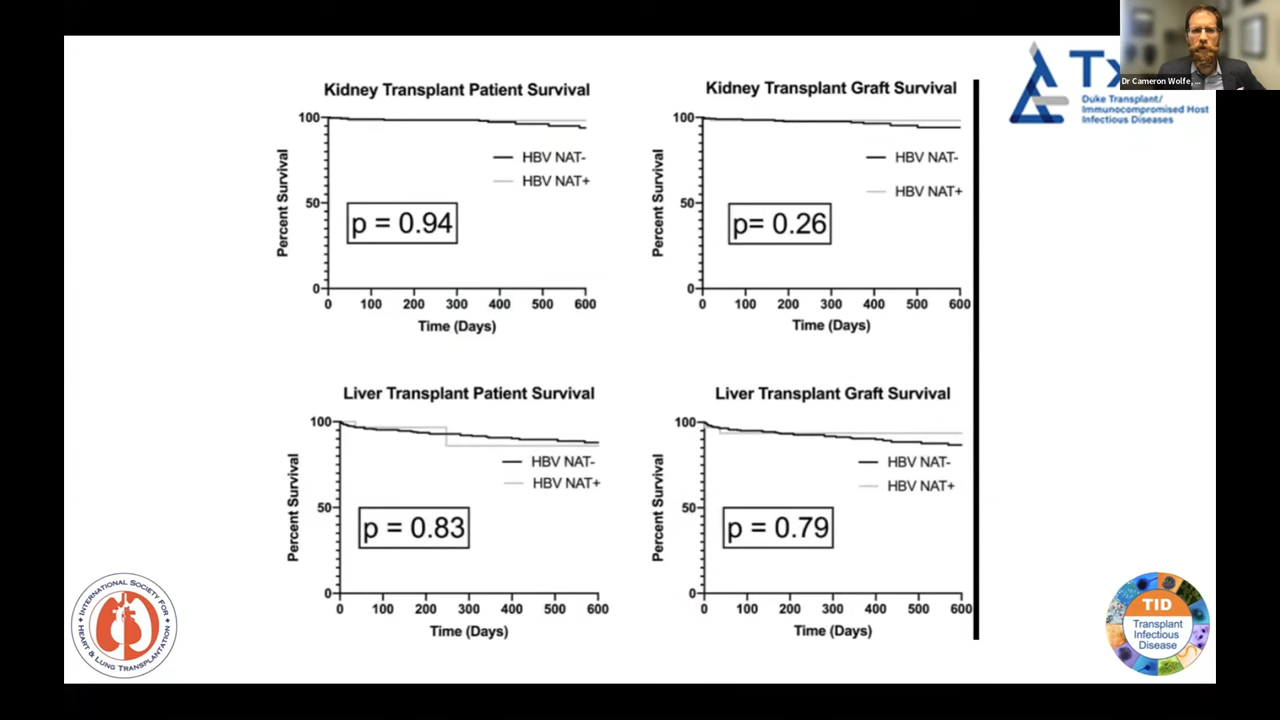 Dr Cameron Wolfe, ...
Tx
Duke Transplant/
Immunocompromised Host
Infectious Diseases
Kidney Transplant Patient Survival
Percent Survival
100
50
0
HBV NAT-
HBV NAT+
p = 0.94
0 100 200 300 400 500 600
Time (Days)
Kidney Transplant Graft Survival
Percent Survival
100
50
0
HBV NAT-
HBV NAT+
p= 0.26
0 100 200 300 400 500 600
Time (Days)
Liver Transplant Patient Survival
Percent Survival
100
50
0
HBV NAT-
HBV NAT+
p = 0.83
0 100 200 300 400 500 600
Time (Days)
Liver Transplant Graft Survival
Percent Survival
100
50
0
HBV NAT-
HBV NAT+
p = 0.79
0 100 200 300 400 500 600
Time (Days)
INTERNATIONAL SOCIETY FOR
HEART & LUNG TRANSPLANTATION
TID
Transplant
Infectious
Disease